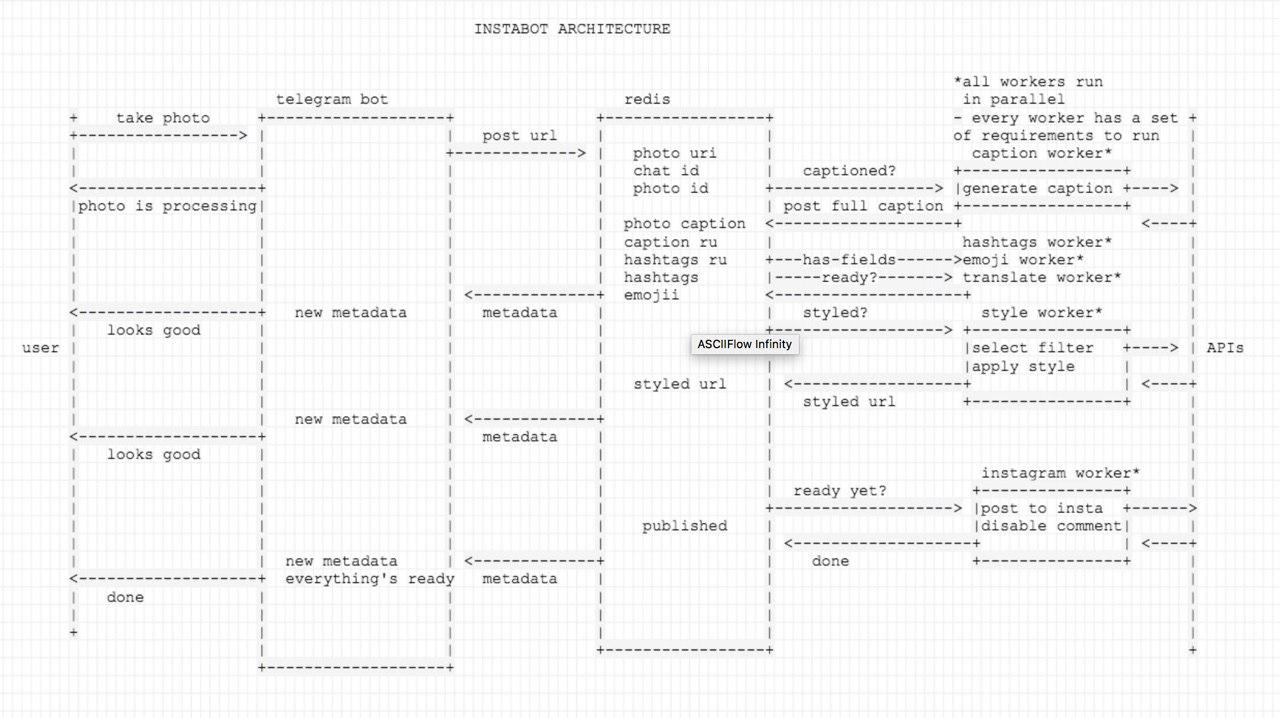 INSTABOT ARCHITECTURE
*all workers run
in parallel
- every worker has a set
of requirements to run
telegram bot
redis
take photo
post url
photo uri
caption worker*
chat id
captioned?
photo id
generate caption
photo is processing
post full caption
photo caption
caption ru
hashtags worker*
hashtags ru
has-fields
emoji worker*
hashtags
ready?
translate worker*
emojii
new metadata
metadata
styled?
style worker*
looks good
ASCIIFlow Infinity
user
select filter
APIs
apply style
styled url
styled url
new metadata
metadata
looks good
instagram worker*
ready yet?
post to insta
published
disable comment
new metadata
done
everything's ready
metadata
done